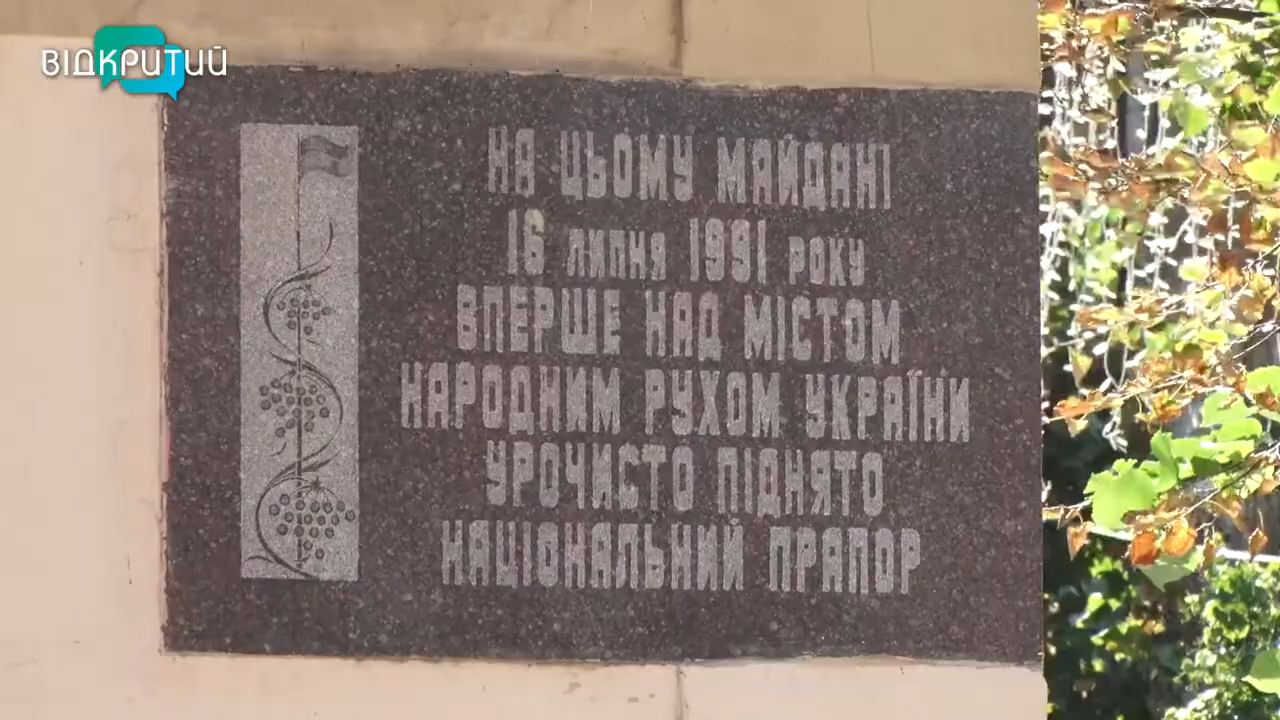 ВІДКРИТИЙ
НА ЦЬОМУ МАЙДАНІ
16 ЛИПНЯ 1991 РОКУ
ВПЕРШЕ НАД МІСТОМ
НАРОДНИМ РУХОМ УКРАЇНИ
УРОЧИСТО ПІДНЯТО
НАЦІОНАЛЬНИЙ ПРАПОР